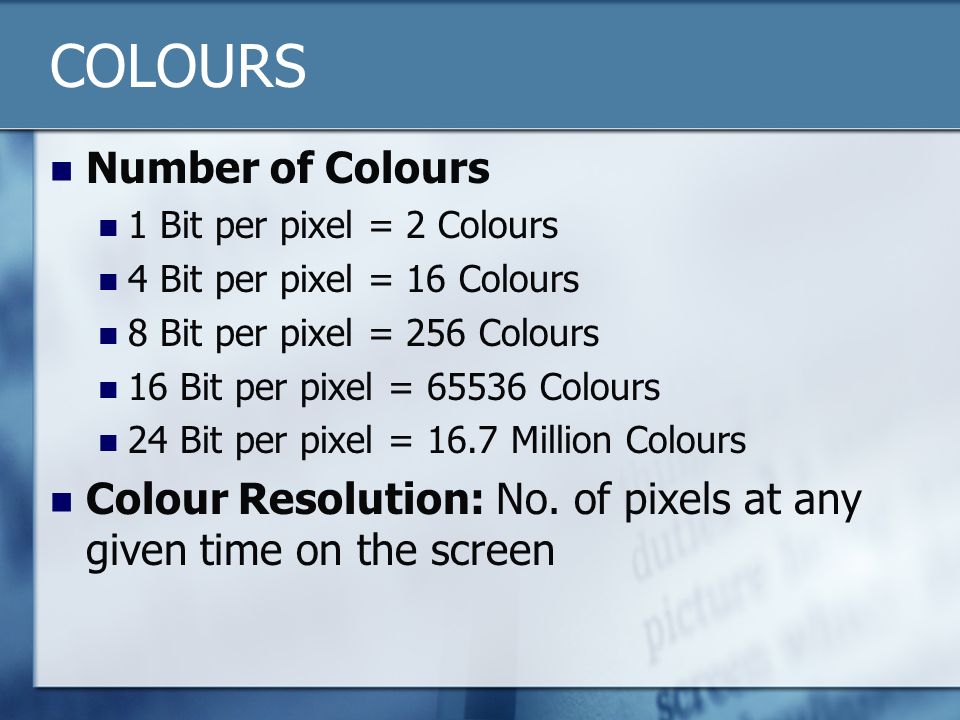 COLOURS
Number of Colours
1 Bit per pixel = 2 Colours
4 Bit per pixel = 16 Colours
8 Bit per pixel = 256 Colours
16 Bit per pixel = 65536 Colours
24 Bit per pixel = 16.7 Million Colours
Colour Resolution: No. of pixels at any
given time on the screen
picture
screen